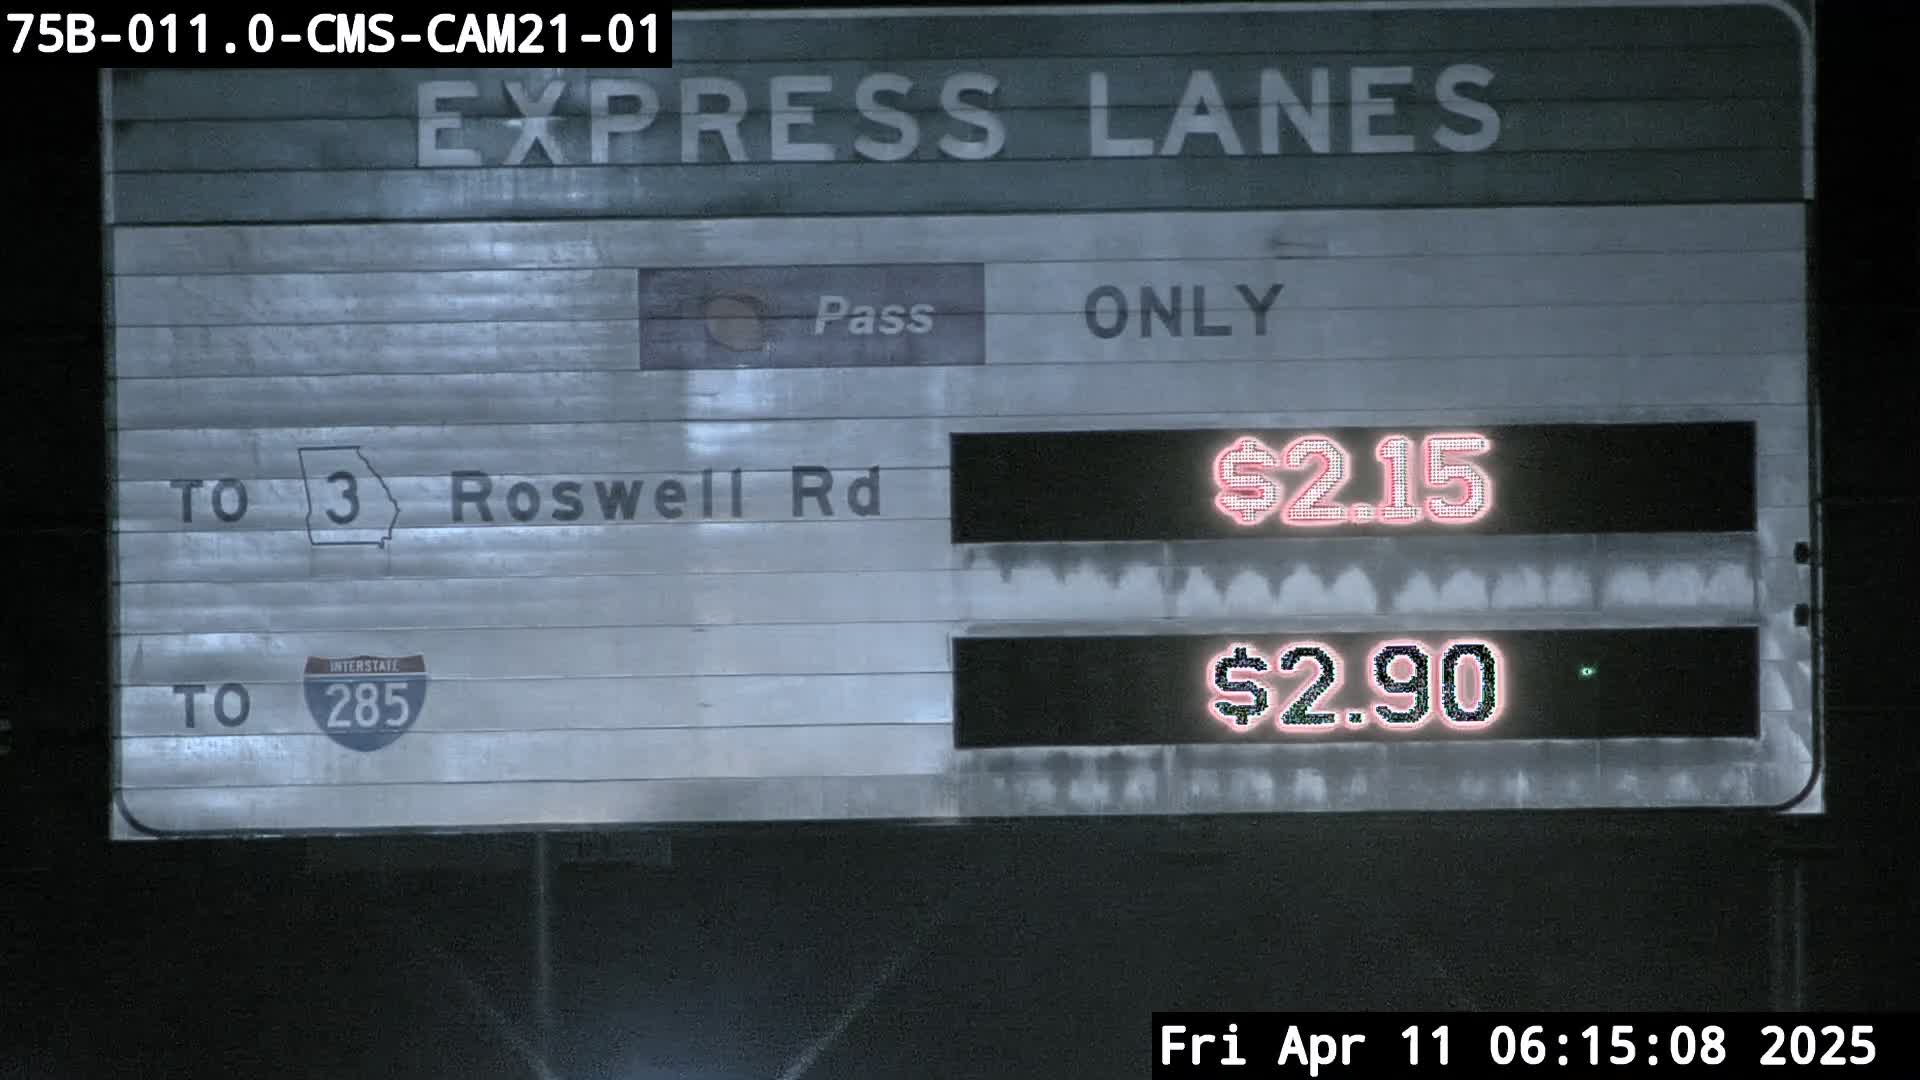 75B-011.0-CMS-CAM21-01
EXPRESS LANES
Pass ONLY
TO 3 Roswell Rd $2.15
INTERSTATE
TO 285 $2.90
Fri Apr 11 06:15:08 2025